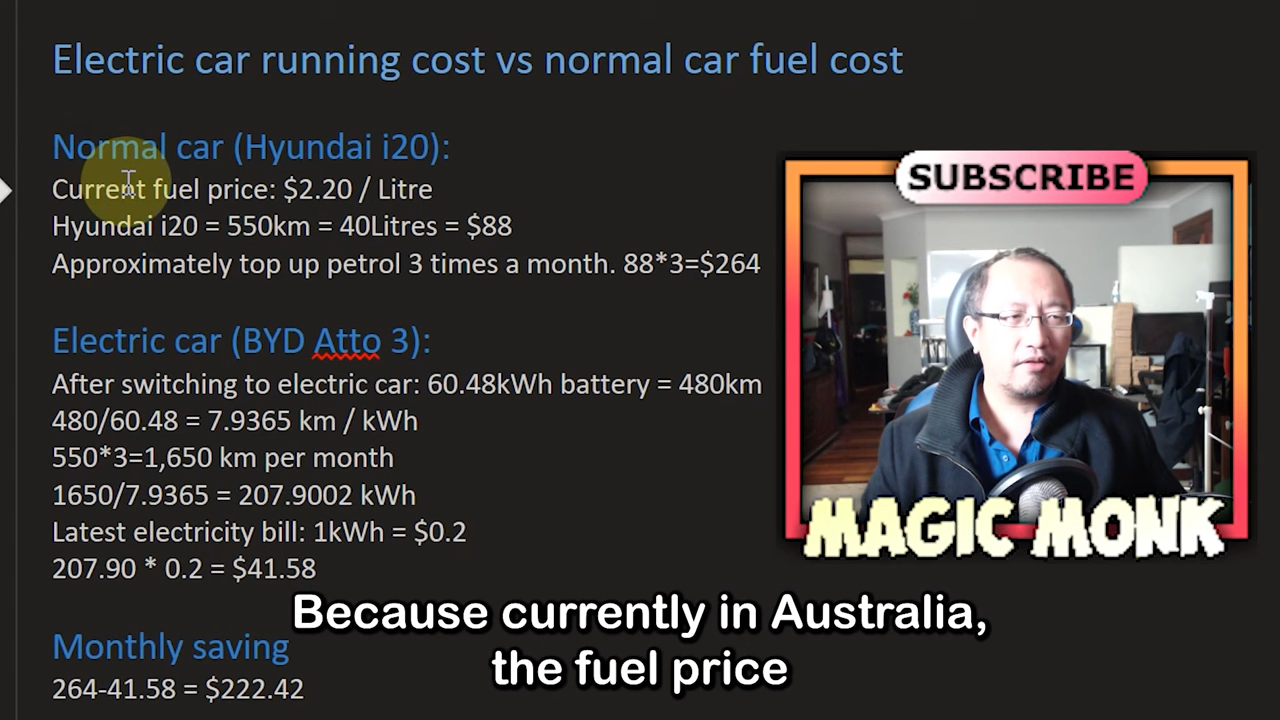 Electric car running cost vs normal car fuel cost
Normal car (Hyundai i20):
Current fuel price: $2.20 / Litre
Hyundai i20 = 550km = 40Litres = $88
Approximately top up petrol 3 times a month. 88*3=$264
Electric car (BYD Atto 3):
After switching to electric car: 60.48kWh battery = 480km
480/60.48 = 7.9365 km / kWh
550*3=1,650 km per month
1650/7.9365 = 207.9002 kWh
Latest electricity bill: 1kWh = $0.2
207.90 * 0.2 = $41.58
Monthly saving
264-41.58 = $222.42
SUBSCRIBE
MAGIC MONK
Because currently in Australia,
the fuel price